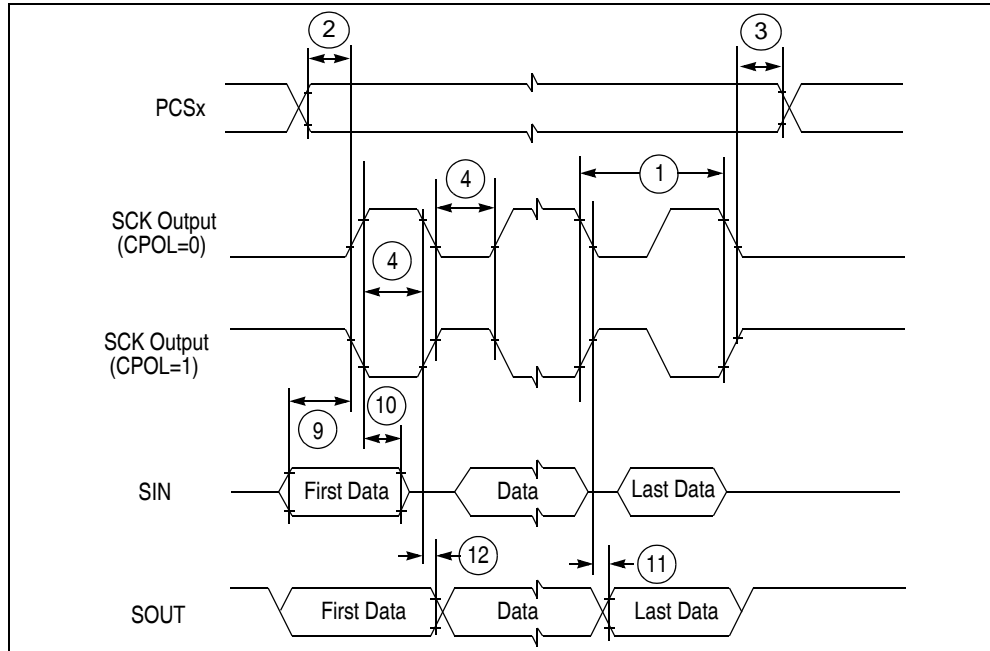 2
3
PCSx
4
1
SCK Output
(CPOL=0)
4
SCK Output
(CPOL=1)
10
9
SIN
First Data
Data
Last Data
12
11
SOUT
First Data
Data
Last Data